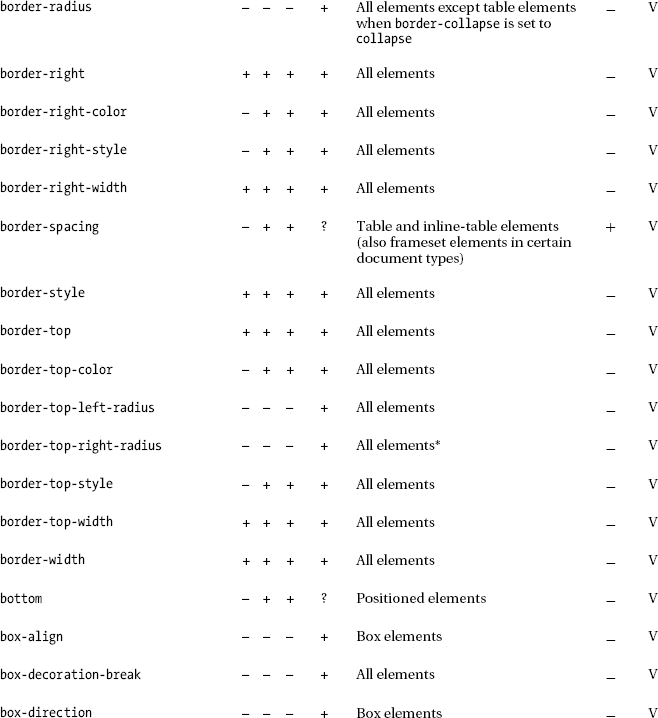 border-radius – – – + All elements except table elements _ V
when border-collapse is set to
collapse
border-right + + + + All elements _ V
border-right-color – + + + All elements _ V
border-right-style – + + + All elements _ V
border-right-width + + + + All elements _ V
border-spacing – + + ? Table and inline-table elements + V
(also frameset elements in certain
document types)
border-style + + + + All elements _ V
border-top + + + + All elements _ V
border-top-color – + + + All elements _ V
border-top-left-radius – – – + All elements _ V
border-top-right-radius – – – + All elements* _ V
border-top-style – + + + All elements _ V
border-top-width + + + + All elements _ V
border-width + + + + All elements _ V
bottom – + + ? Positioned elements _ V
box-align – – – + Box elements _ V
box-decoration-break – – – + All elements _ V
box-direction – – – + Box elements _ V